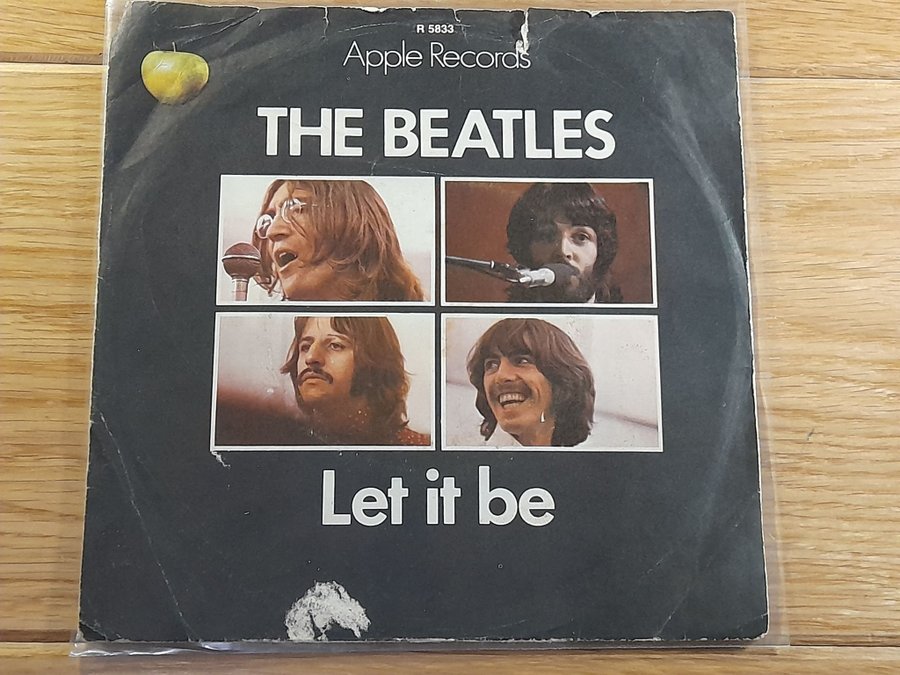 R 5833
Apple Records
THE BEATLES
Let it be